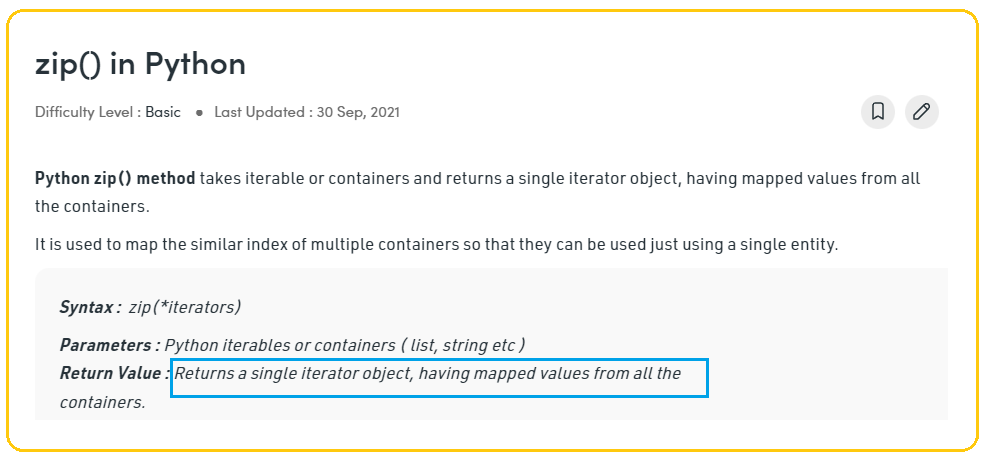 zip() in Python
Difficulty Level : Basic ● Last Updated : 30 Sep, 2021
Python zip() method takes iterable or containers and returns a single iterator object, having mapped values from all
the containers.
It is used to map the similar index of multiple containers so that they can be used just using a single entity.
Syntax : zip(*iterators)
Parameters : Python iterables or containers ( list, string etc )
Return Value : Returns a single iterator object, having mapped values from all the
containers.